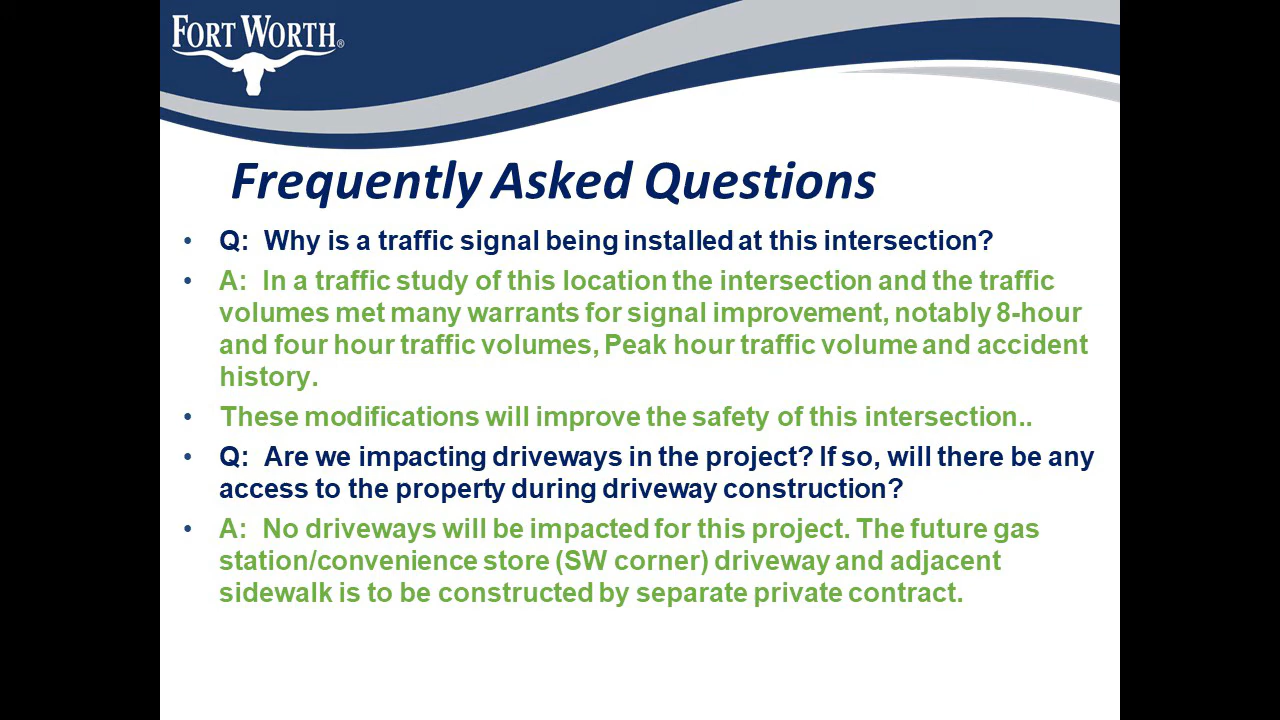 FORT WORTH®
Frequently Asked Questions
• Q: Why is a traffic signal being installed at this intersection?
• A: In a traffic study of this location the intersection and the traffic
volumes met many warrants for signal improvement, notably 8-hour
and four hour traffic volumes, Peak hour traffic volume and accident
history.
• These modifications will improve the safety of this intersection..
• Q: Are we impacting driveways in the project? If so, will there be any
access to the property during driveway construction?
• A: No driveways will be impacted for this project. The future gas
station/convenience store (SW corner) driveway and adjacent
sidewalk is to be constructed by separate private contract.